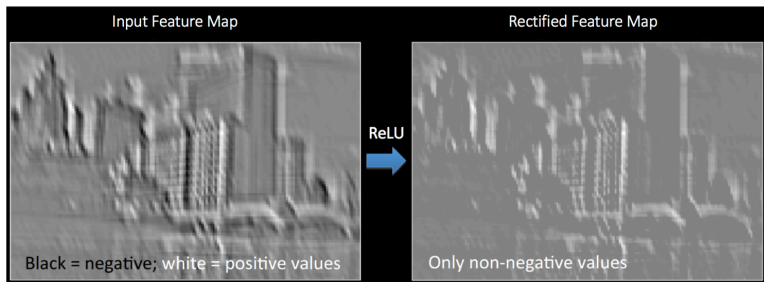 Input Feature Map
Rectified Feature Map
ReLU
Black = negative; white = positive values
Only non-negative values